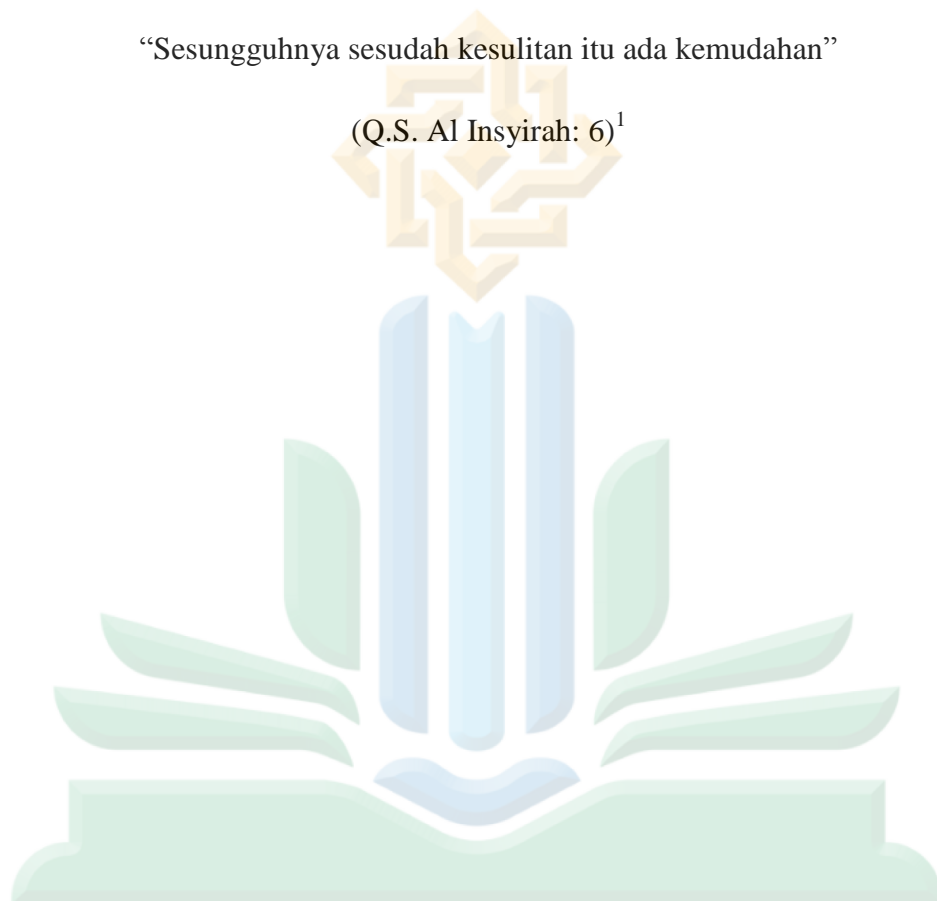 “Sesungguhnya sesudah kesulitan itu ada kemudahan”
(Q.S. Al Insyirah: 6)1